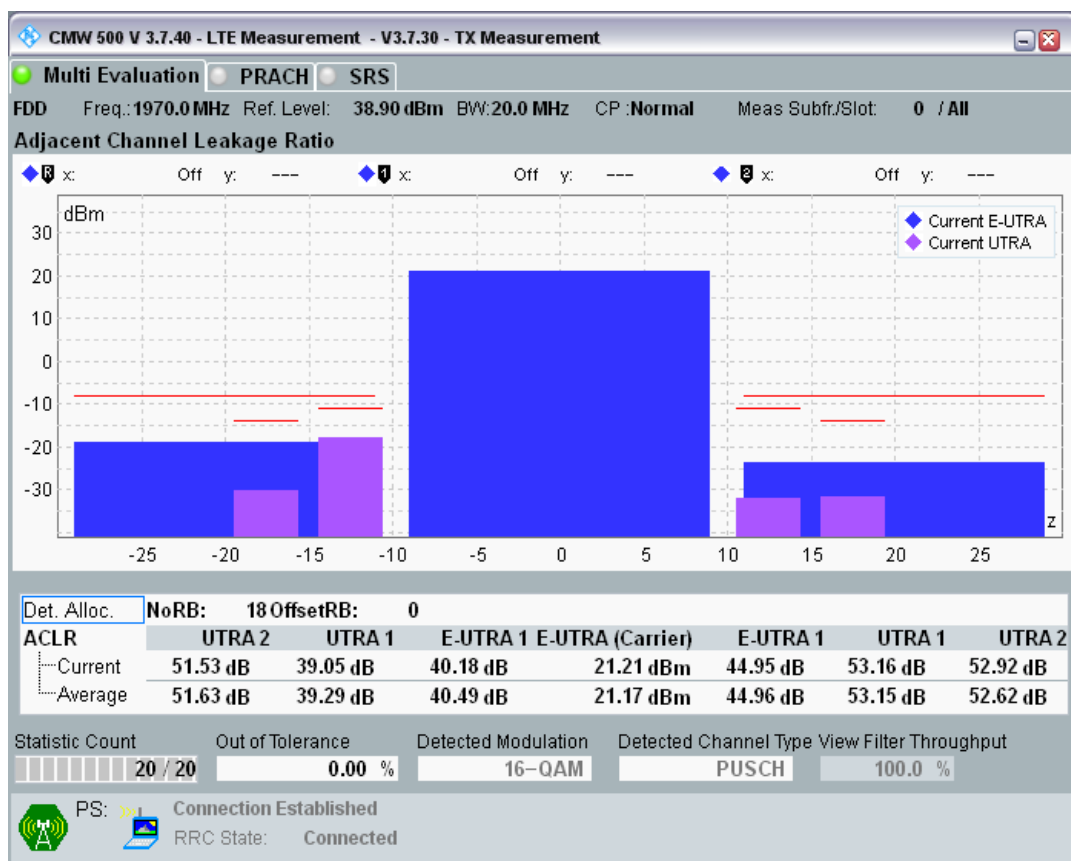 CMW 500 V 3.7.40 - LTE Measurement - V3.7.30 - TX Measurement
Multi Evaluation PRACH SRS
FDD Freq.: 1970.0 MHz Ref. Level: 38.90 dBm BW: 20.0 MHz CP : Normal Meas Subfr./Slot: 0 / All
Adjacent Channel Leakage Ratio
R x: Off y: --- 1 x: Off y: --- 2 x: Off y: ---
dBm
Current E-UTRA
Current UTRA
30
20
10
0
-10
-20
-30
z
-25 -20 -15 -10 -5 0 5 10 15 20 25
Det. Alloc. NoRB: 18 OffsetRB: 0
ACLR UTRA 2 UTRA 1 E-UTRA 1 E-UTRA (Carrier) E-UTRA 1 UTRA 1 UTRA 2
Current 51.53 dB 39.05 dB 40.18 dB 21.21 dBm 44.95 dB 53.16 dB 52.92 dB
Average 51.63 dB 39.29 dB 40.49 dB 21.17 dBm 44.96 dB 53.15 dB 52.62 dB
Statistic Count Out of Tolerance Detected Modulation Detected Channel Type View Filter Throughput
20 / 20 0.00 % 16-QAM PUSCH 100.0 %
PS: Connection Established
RRC State: Connected